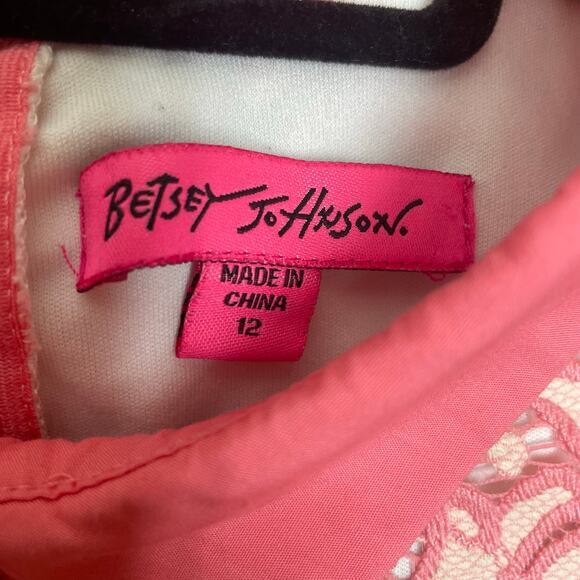 BETSEY JOHNSON.
MADE IN
CHINA
12